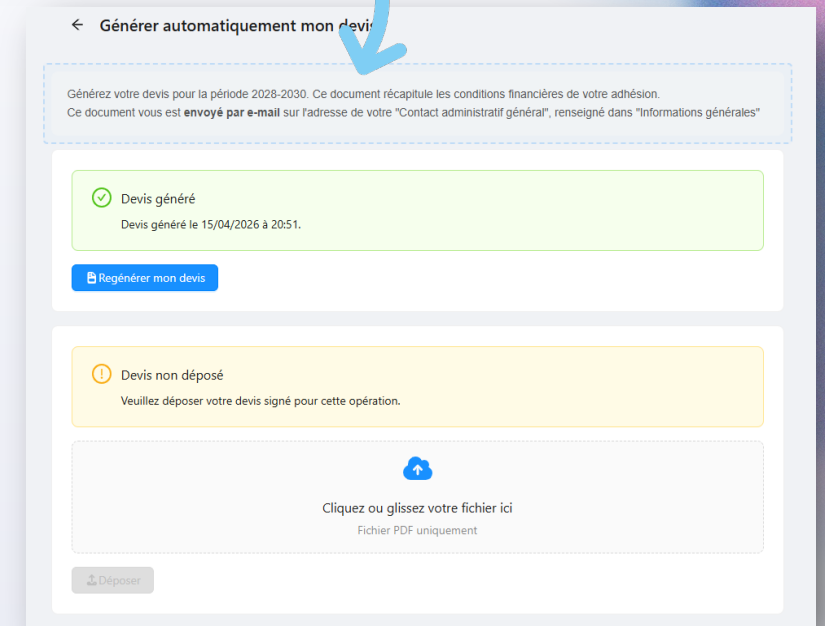 Générer automatiquement mon devis
Générez votre devis pour la période 2028-2030. Ce document récapitule les conditions financières de votre adhésion.
Ce document vous est envoyé par e-mail sur l'adresse de votre "Contact administratif général", renseigné dans "Informations générales"
Devis généré
Devis généré le 15/04/2026 à 20:51.
Regénérer mon devis
Devis non déposé
Veuillez déposer votre devis signé pour cette opération.
Cliquez ou glissez votre fichier ici
Fichier PDF uniquement
Déposer